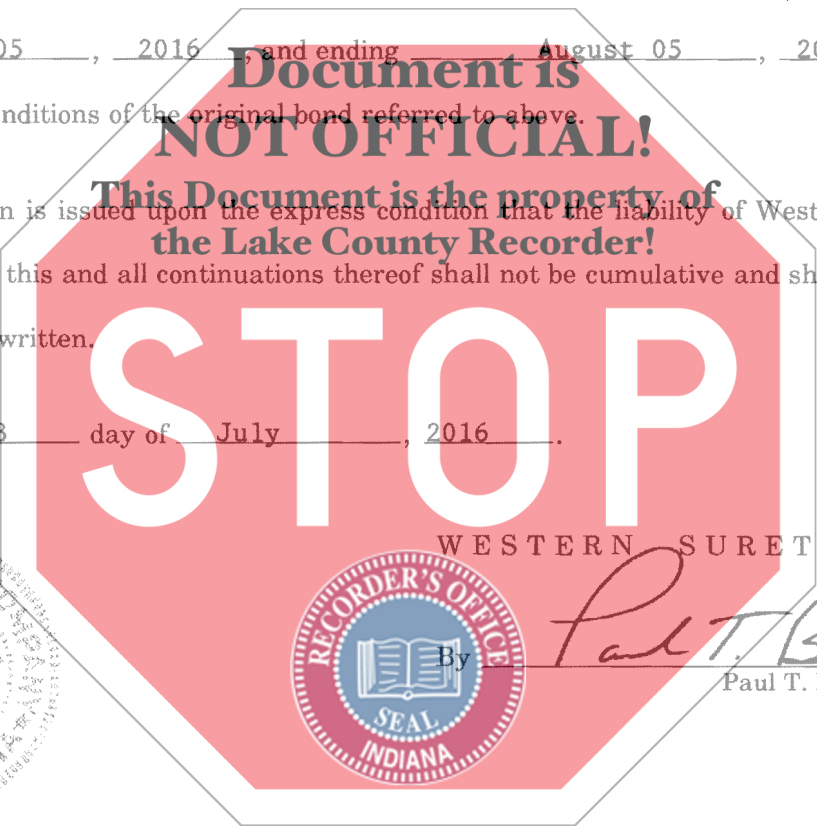 05, 2016, and ending August 05, 20
Document is
nditions of the original bond referred to above.
NOT OFFICIAL!
This Document is the property of
n is issued upon the express condition that the liability of West
the Lake County Recorder!
this and all continuations thereof shall not be cumulative and sh
written.
STOP
day of July, 2016.
WESTERN SURET
RECORDER'S OFFICE
By Paul T.
Paul T.
SEAL
INDIANA